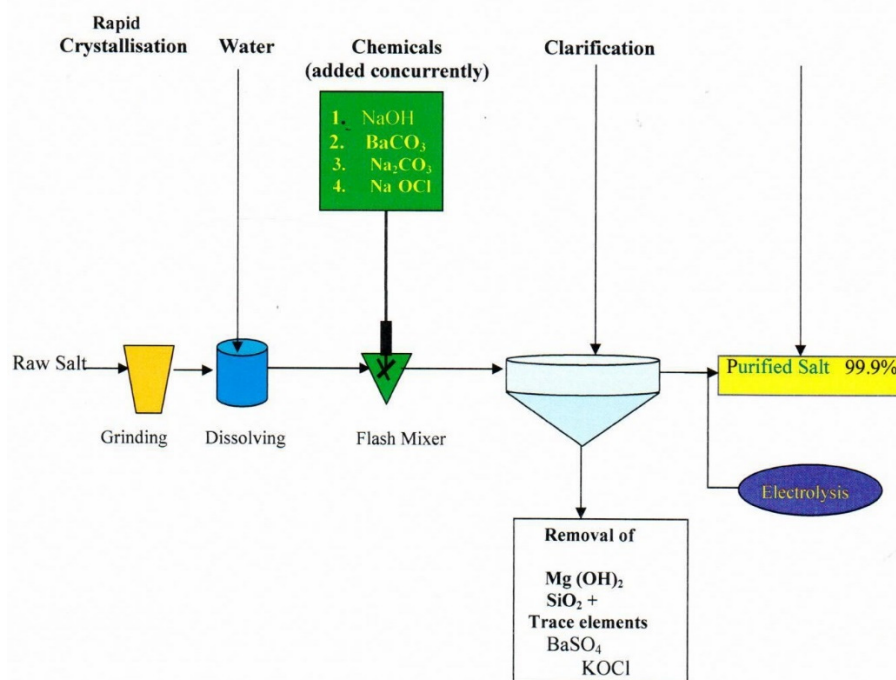 Rapid
Crystallisation
Water
Chemicals
(added concurrently)
Clarification
1. NaOH
2. BaCO₃
3. Na₂CO₃
4. Na OCl
Raw Salt
Purified Salt 99.9%
Grinding
Dissolving
Flash Mixer
Electrolysis
Removal of
Mg (OH)₂
SiO₂ +
Trace elements
BaSO₄
KOCl